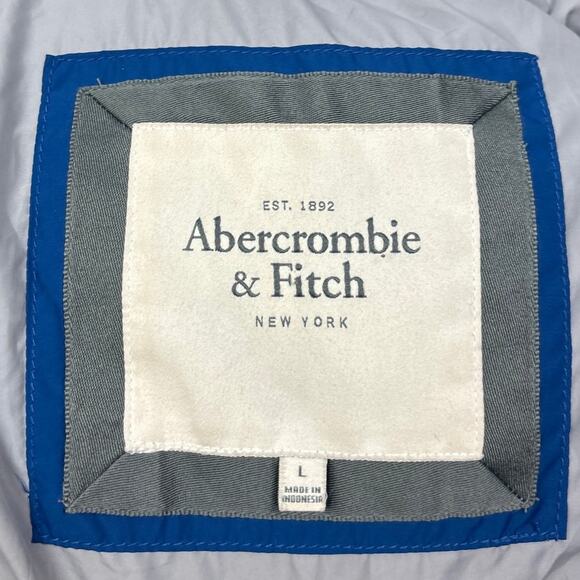 EST. 1892
Abercrombie
& Fitch
NEW YORK
L
MADE IN
INDONESIA